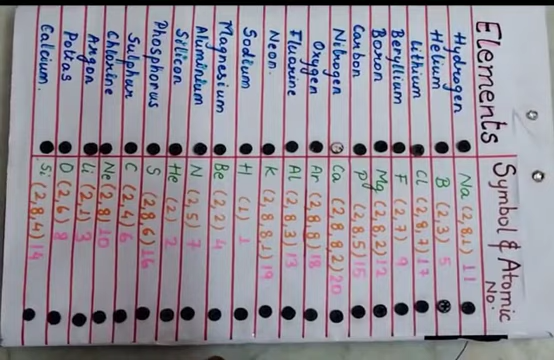 Elements Symbol & Atomic No.
Hydrogen Na (2,8,1) 11
Helium B (2,3) 5
Lithium Cl (2,8,7) 17
Beryllium F (2,7) 9
Boron Mg (2,8,2) 12
Carbon P (2,8,5) 15
Nitrogen Ca (2,8,8,2) 20
Oxygen Ar (2,8,8) 18
Fluorine Al (2,8,3) 13
Neon. K (2,8,8,1) 19
Sodium H (1) 1
Magnesium Be (2,2) 4
Aluminium N (2,5) 7
Silicon He (2) 2
Phosphorus S (2,8,6) 16
Sulphur C (2,4) 6
Chlorine Ne (2,8) 10
Argon Li (2,1) 3
Potas O (2,6) 8
Calcium. Si (2,8,4) 14